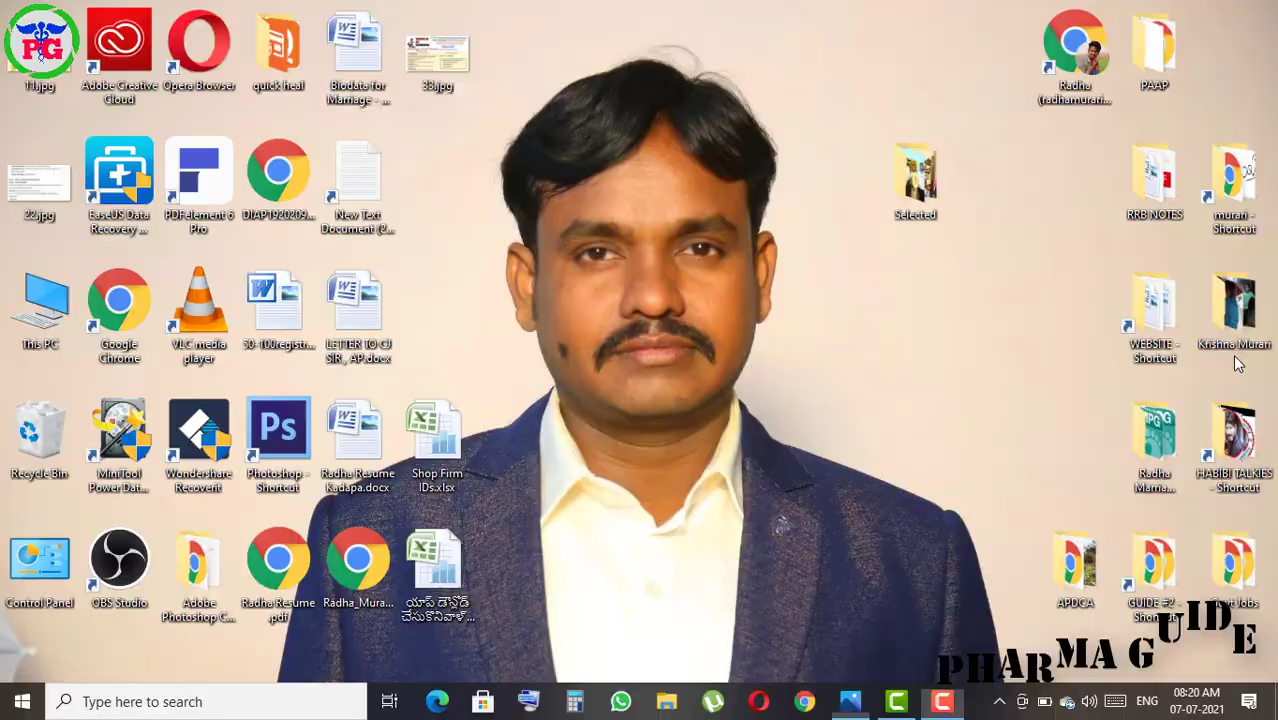 PG
11.jpg
Adobe Creative
Cloud
Opera Browser
quick heal
Biodata for
Marriage - ...
33.jpg
Radha
(radhamurari...
PAAP
22.jpg
EaseUS Data
Recovery ...
PDFelement 6
Pro
DIAP1920209...
New Text
Document (2...
Selected
RRB NOTES
murari -
Shortcut
This PC
Google
Chrome
VLC media
player
50-100registr...
LETTER TO CJ
SIR., AP.docx
WEBSITE -
Shortcut
Krishna Murari
Recycle Bin
MiniTool
Power Dat...
Wondershare
Recoverit
Ps
Photoshop -
Shortcut
Radha Resume
Kadapa.docx
Shop Firm
IDs.xlsx
Radha
Marria...
HABIBI TALKIES
- Shortcut
Control Panel
OBS Studio
Adobe
Photoshop C...
Radha Resume
.pdf
Radha_Mura...
యాప్ డౌన్లోడ్
చేసుకొనివాళ్...
APDCA
GUIDE #2 -
Shortcut
Govt Jobs
PHARMA GUIDE
Type here to search
ENG
08:20 AM
07-07-2021